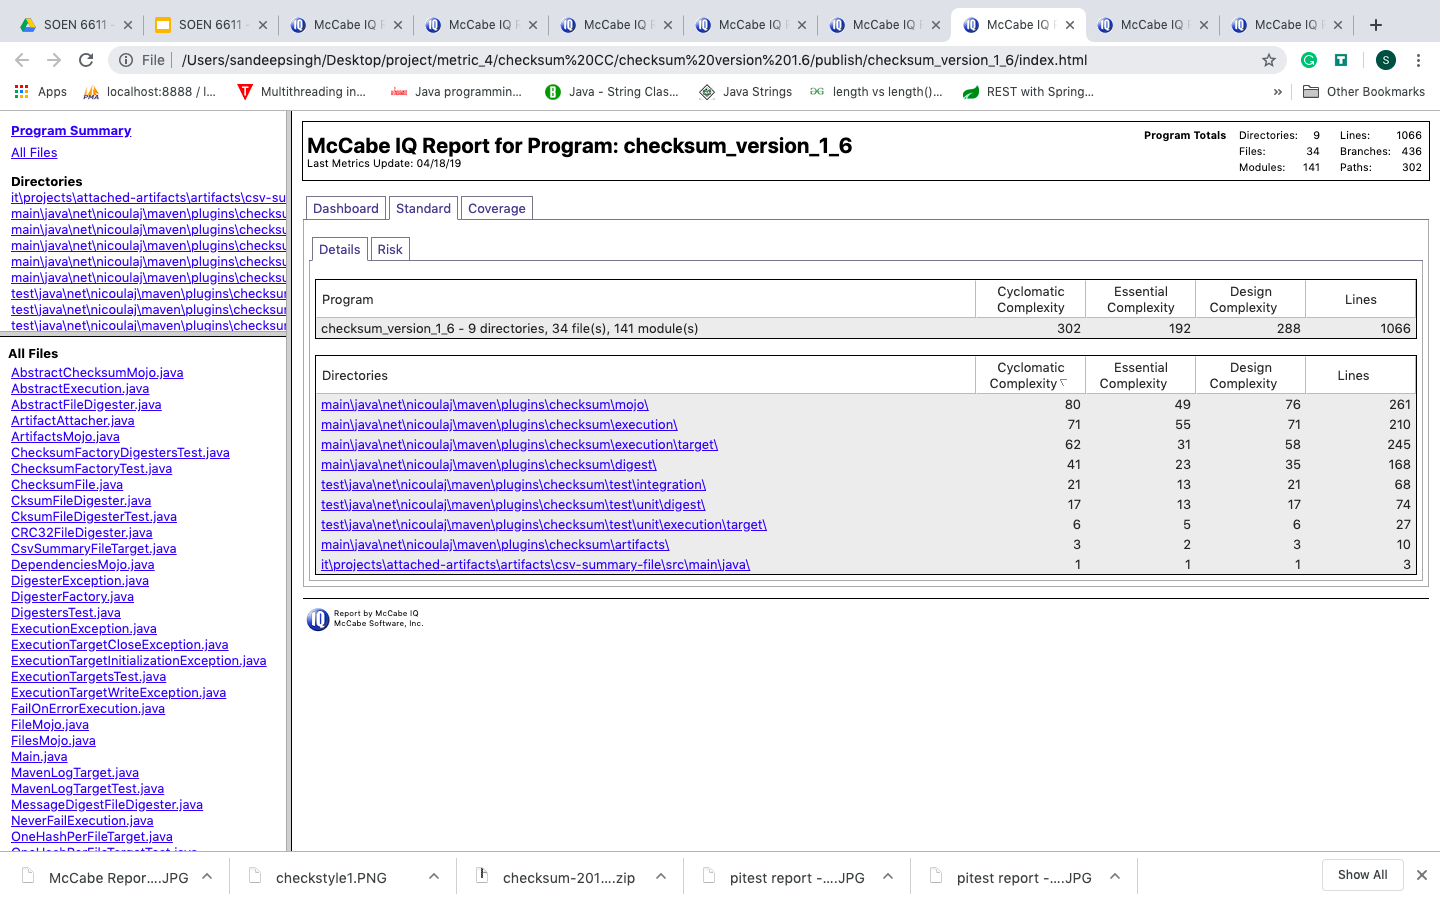 SOEN 6611 -
SOEN 6611 -
McCabe IQ R
McCabe IQ R
McCabe IQ R
McCabe IQ R
McCabe IQ R
McCabe IQ R
McCabe IQ R
McCabe IQ R
File
/Users/sandeepsingh/Desktop/project/metric_4/checksum%20CC/checksum%20version%201.6/publish/checksum_version_1_6/index.html
S
Apps
localhost:8888 / l...
Multithreading in...
Java programmin...
Java - String Clas...
Java Strings
length vs length()...
REST with Spring...
»
Other Bookmarks
Program Summary
All Files
Directories
it\projects\attached-artifacts\artifacts\csv-su
main\java\net\nicoulaj\maven\plugins\checksu
main\java\net\nicoulaj\maven\plugins\checksu
main\java\net\nicoulaj\maven\plugins\checksu
main\java\net\nicoulaj\maven\plugins\checksu
main\java\net\nicoulaj\maven\plugins\checksu
test\java\net\nicoulaj\maven\plugins\checksur
test\java\net\nicoulaj\maven\plugins\checksur
test\java\net\nicoulaj\maven\plugins\checksur
All Files
AbstractChecksumMojo.java
AbstractExecution.java
AbstractFileDigester.java
ArtifactAttacher.java
ArtifactsMojo.java
ChecksumFactoryDigestersTest.java
ChecksumFactoryTest.java
ChecksumFile.java
CksumFileDigester.java
CksumFileDigesterTest.java
CRC32FileDigester.java
CsvSummaryFileTarget.java
DependenciesMojo.java
DigesterException.java
DigesterFactory.java
DigestersTest.java
ExecutionException.java
ExecutionTargetCloseException.java
ExecutionTargetInitializationException.java
ExecutionTargetsTest.java
ExecutionTargetWriteException.java
FailOnErrorExecution.java
FileMojo.java
FilesMojo.java
Main.java
MavenLogTarget.java
MavenLogTargetTest.java
MessageDigestFileDigester.java
NeverFailExecution.java
OneHashPerFileTarget.java
OneHashPerFileTargetTest.java
McCabe IQ Report for Program: checksum_version_1_6
Last Metrics Update: 04/18/19
Program Totals Directories: 9 Lines: 1066
Files: 34 Branches: 436
Modules: 141 Paths: 302
Dashboard Standard Coverage
Details Risk
Program Cyclomatic Complexity Essential Complexity Design Complexity Lines
checksum_version_1_6 - 9 directories, 34 file(s), 141 module(s) 302 192 288 1066
Directories Cyclomatic Complexity Essential Complexity Design Complexity Lines
main\java\net\nicoulaj\maven\plugins\checksum\mojo\ 80 49 76 261
main\java\net\nicoulaj\maven\plugins\checksum\execution\ 71 55 71 210
main\java\net\nicoulaj\maven\plugins\checksum\execution\target\ 62 31 58 245
main\java\net\nicoulaj\maven\plugins\checksum\digest\ 41 23 35 168
test\java\net\nicoulaj\maven\plugins\checksum\test\integration\ 21 13 21 68
test\java\net\nicoulaj\maven\plugins\checksum\test\unit\digest\ 17 13 17 74
test\java\net\nicoulaj\maven\plugins\checksum\test\unit\execution\target\ 6 5 6 27
main\java\net\nicoulaj\maven\plugins\checksum\artifacts\ 3 2 3 10
it\projects\attached-artifacts\artifacts\csv-summary-file\src\main\java\ 1 1 1 3
IQ
Report by McCabe IQ
McCabe Software, Inc.
McCabe Repor....JPG
checkstyle1.PNG
checksum-201....zip
pitest report -....JPG
pitest report -....JPG
Show All